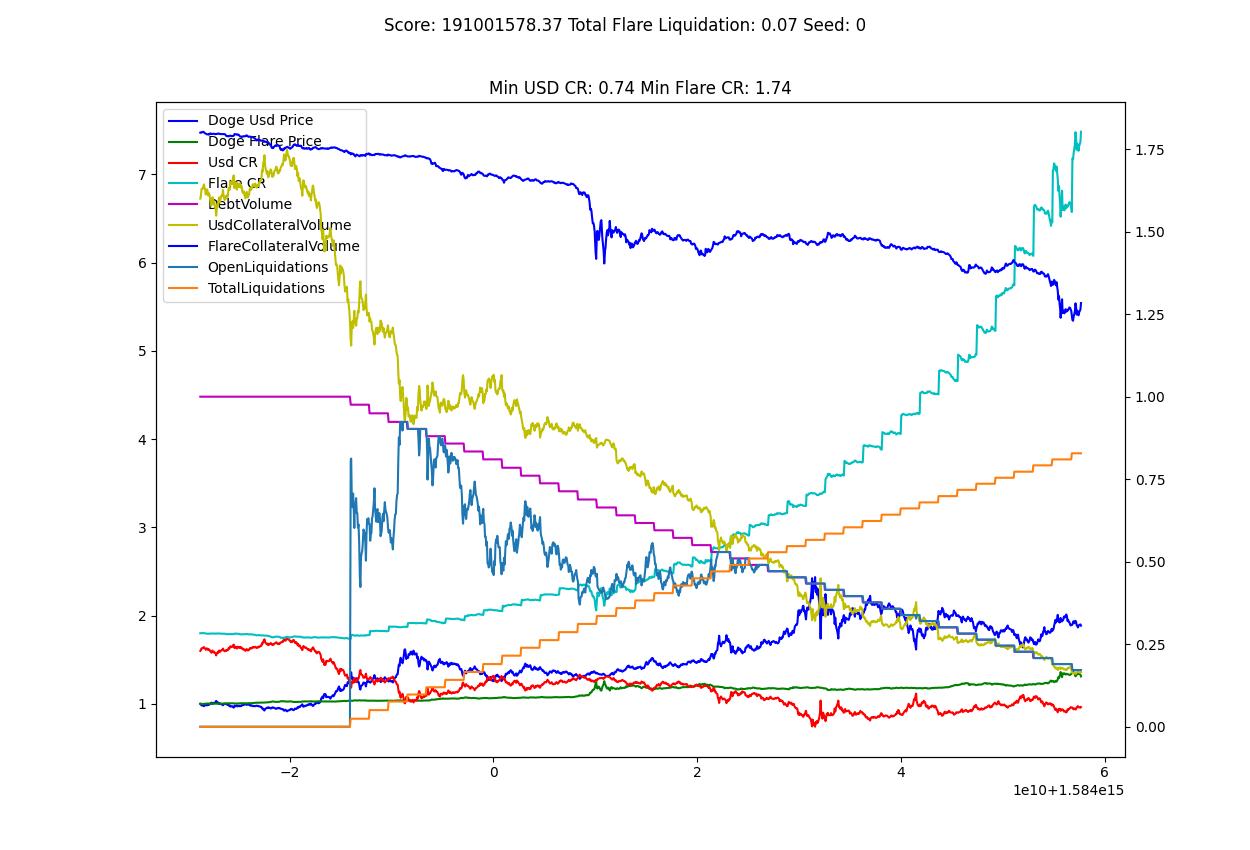 Score: 191001578.37 Total Flare Liquidation: 0.07 Seed: 0
Min USD CR: 0.74 Min Flare CR: 1.74
Doge Usd Price
Doge Flare Price
Usd CR
Flare CR
DebtVolume
UsdCollateralVolume
FlareCollateralVolume
OpenLiquidations
TotalLiquidations
7
6
5
4
3
2
1
1.75
1.50
1.25
1.00
0.75
0.50
0.25
0.00
−2 0 2 4 6
1e10+1.584e15